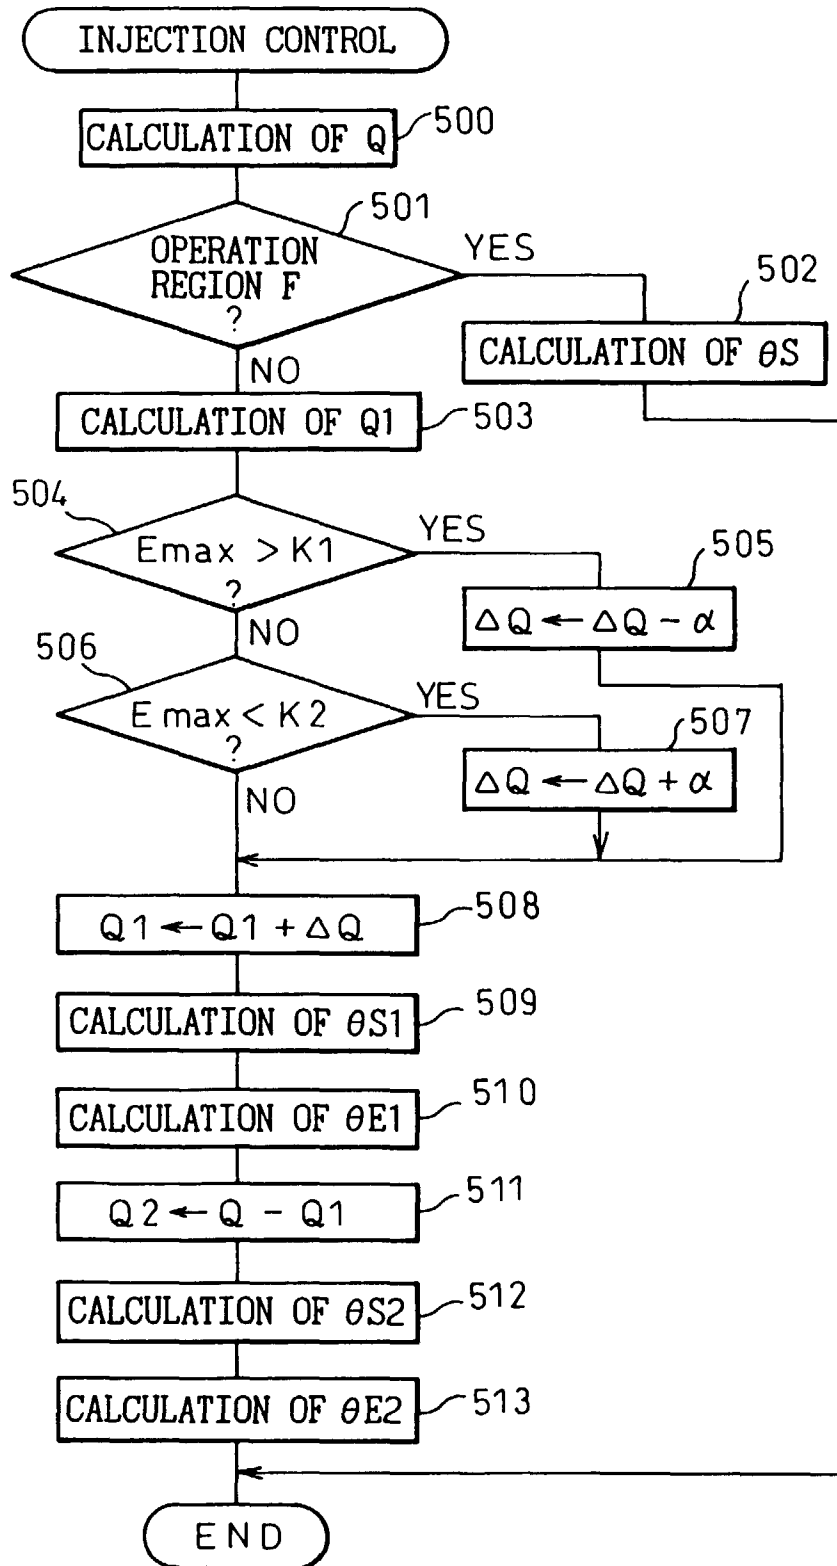 INJECTION CONTROL
CALCULATION OF Q
500
501
OPERATION
REGION F
?
YES
NO
502
CALCULATION OF θS
CALCULATION OF Q1
503
504
Emax > K1
?
YES
NO
505
ΔQ ← ΔQ - α
506
Emax < K2
?
YES
NO
507
ΔQ ← ΔQ + α
Q1 ← Q1 + ΔQ
508
CALCULATION OF θS1
509
CALCULATION OF θE1
510
Q2 ← Q - Q1
511
CALCULATION OF θS2
512
CALCULATION OF θE2
513
END